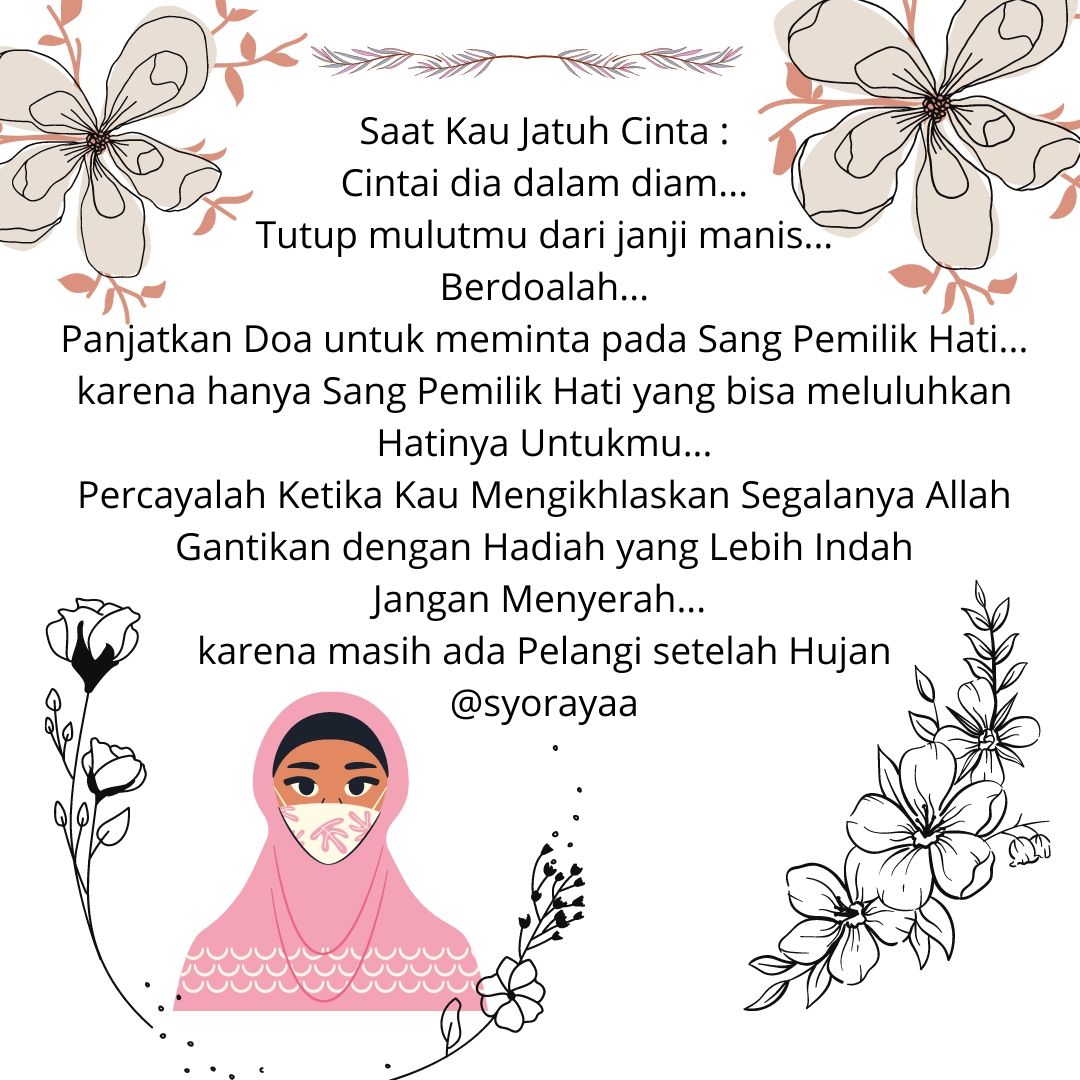 Saat Kau Jatuh Cinta :
Cintai dia dalam diam...
Tutup mulutmu dari janji manis...
Berdoalah...
Panjatkan Doa untuk meminta pada Sang Pemilik Hati...
karena hanya Sang Pemilik Hati yang bisa meluluhkan
Hatinya Untukmu...
Percayalah Ketika Kau Mengikhlaskan Segalanya Allah
Gantikan dengan Hadiah yang Lebih Indah
Jangan Menyerah...
karena masih ada Pelangi setelah Hujan
@syorayaa